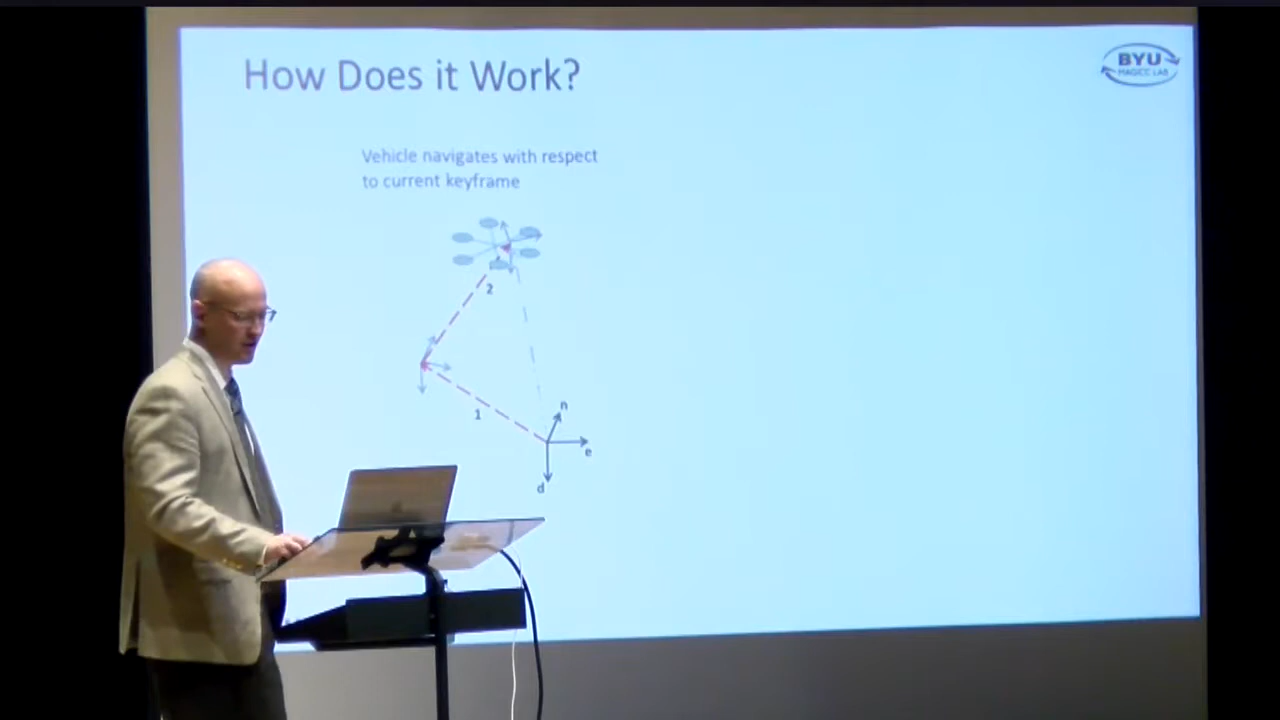 How Does it Work?
BYU
MAGICC LAB
Vehicle navigates with respect
to current keyframe
2
1
n
e
d